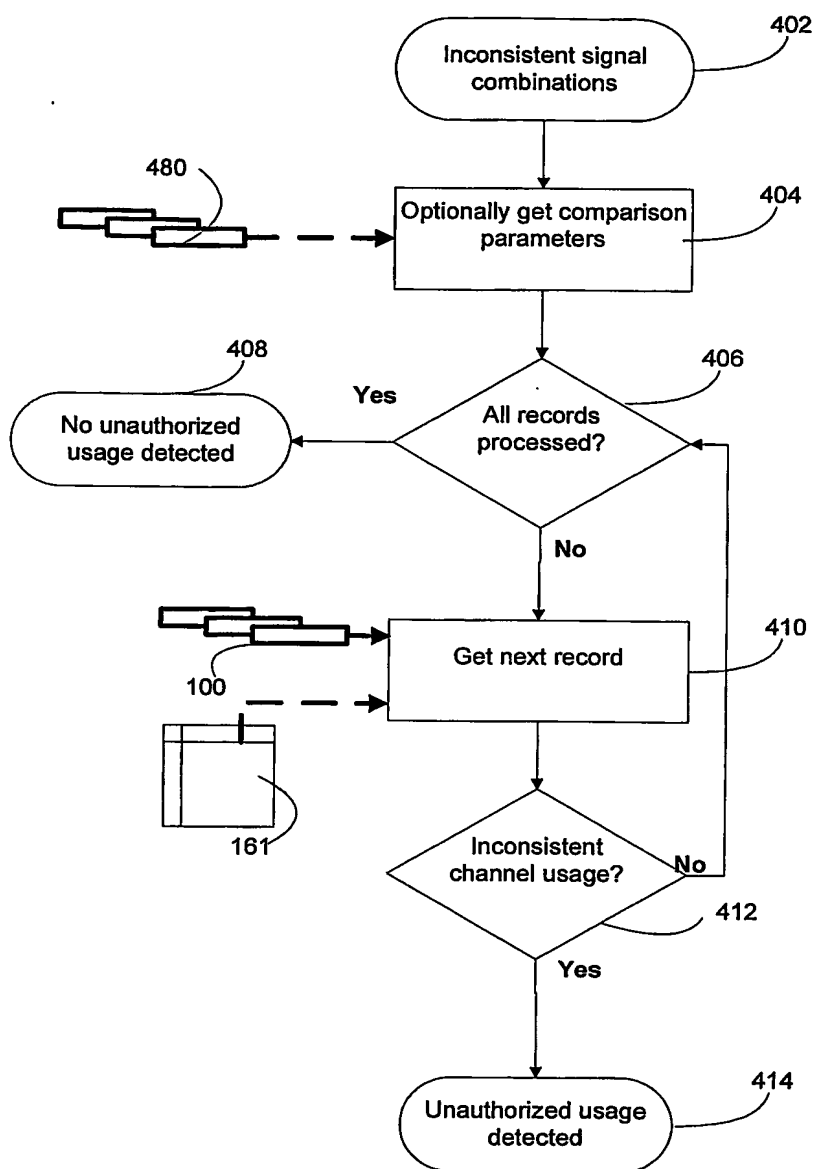 402
Inconsistent signal
combinations
480
404
Optionally get comparison
parameters
408
406
Yes
No unauthorized
usage detected
All records
processed?
No
410
Get next record
100
161
Inconsistent
channel usage?
No
412
Yes
414
Unauthorized usage
detected